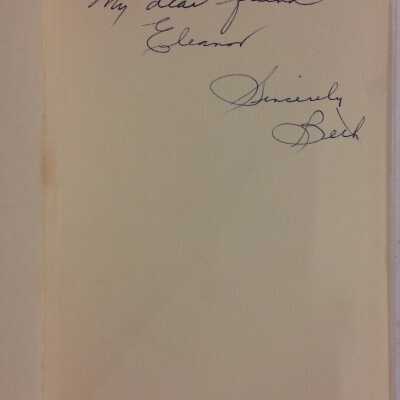 My dear friend
Eleanor
Sincerely
Beth